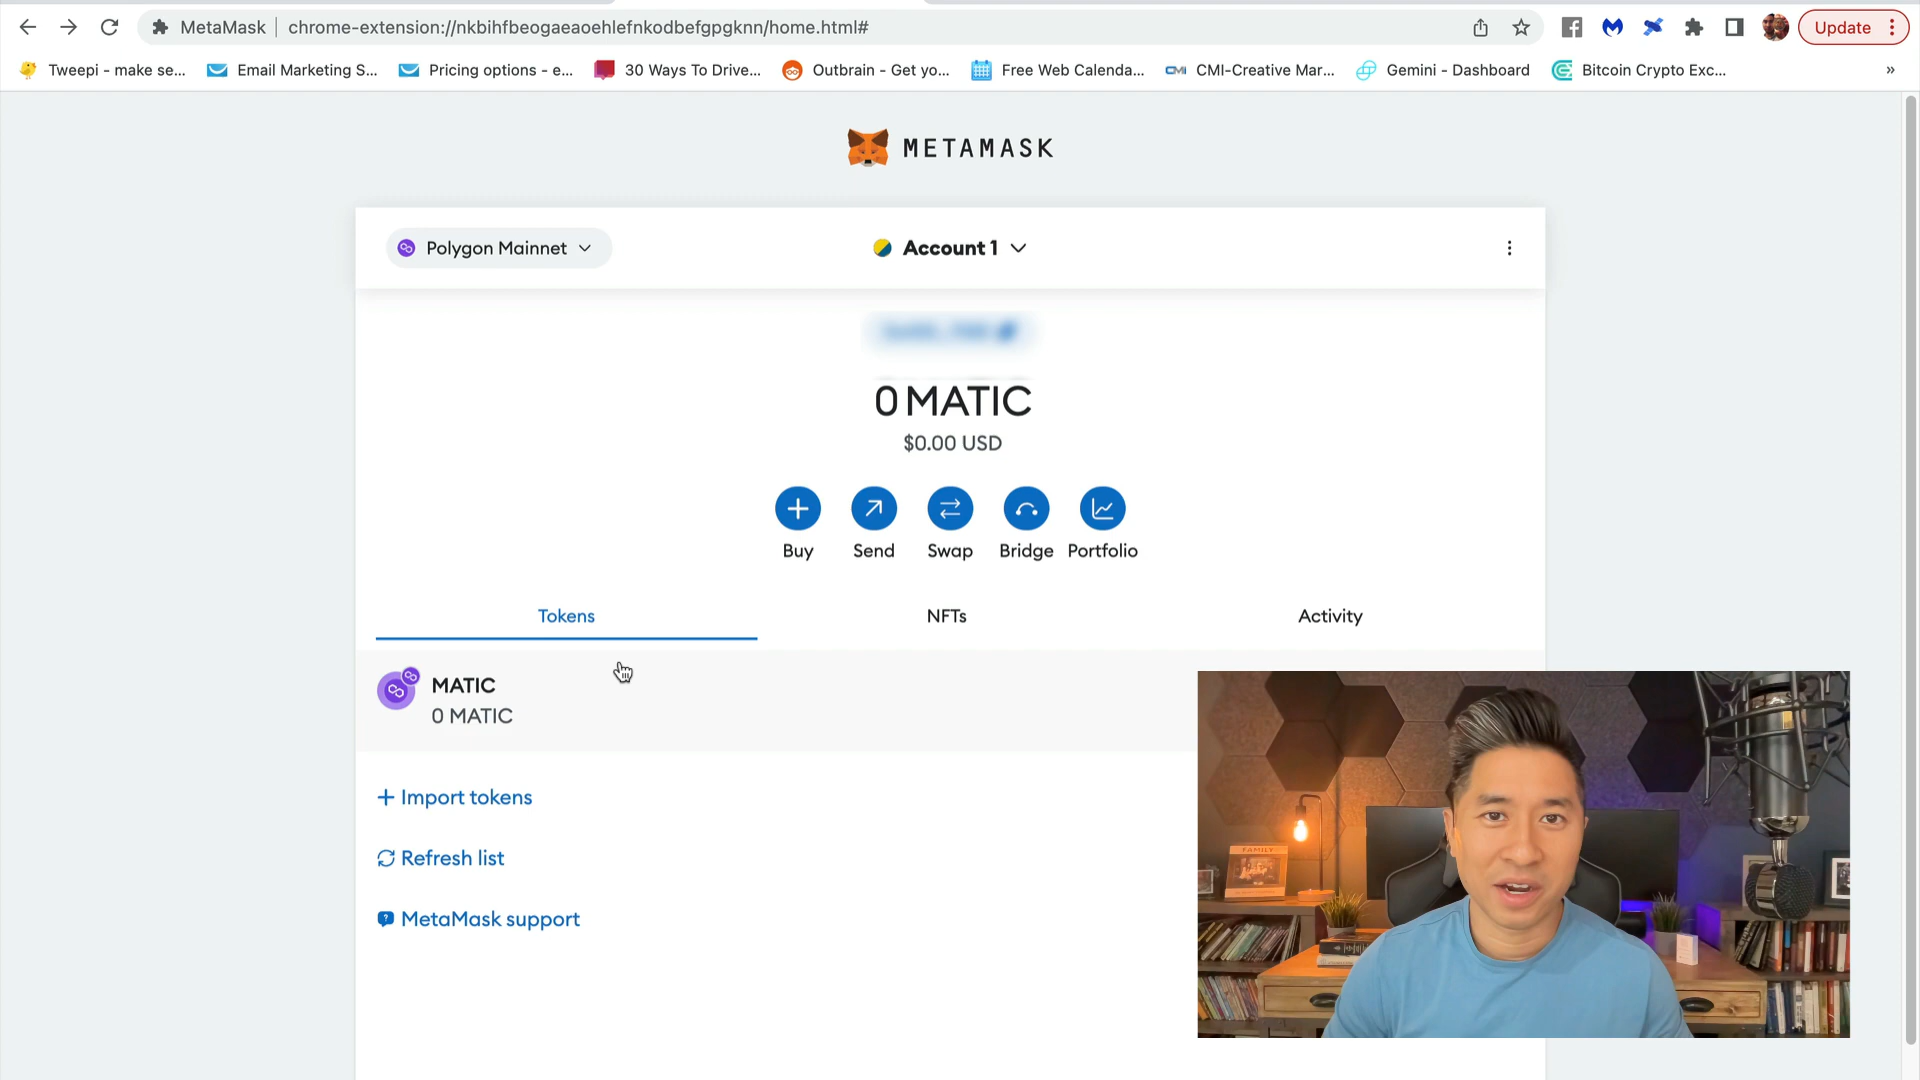 MetaMask chrome-extension://nkbihfbeogaeaoehlefnkodbefgpgknn/home.html# Update
Tweepi - make se... Email Marketing S... Pricing options - e... 30 Ways To Drive... Outbrain - Get yo... Free Web Calenda... CMI-Creative Mar... Gemini - Dashboard Bitcoin Crypto Exc... »
METAMASK
Polygon Mainnet Account 1
0 MATIC
$0.00 USD
Buy Send Swap Bridge Portfolio
Tokens NFTs Activity
MATIC
0 MATIC
+ Import tokens
Refresh list
MetaMask support
FAMILY